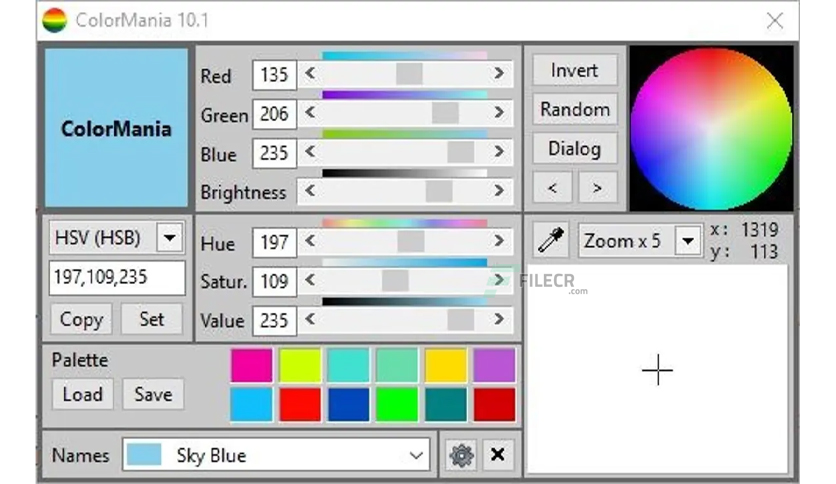 ColorMania 10.1
ColorMania
Red 135
Green 206
Blue 235
Brightness
Invert
Random
Dialog
< >
HSV (HSB)
197,109,235
Copy Set
Hue 197
Satur. 109
Value 235
Zoom x 5
x: 1319
y: 113
FILECR
.com
Palette
Load Save
Names Sky Blue